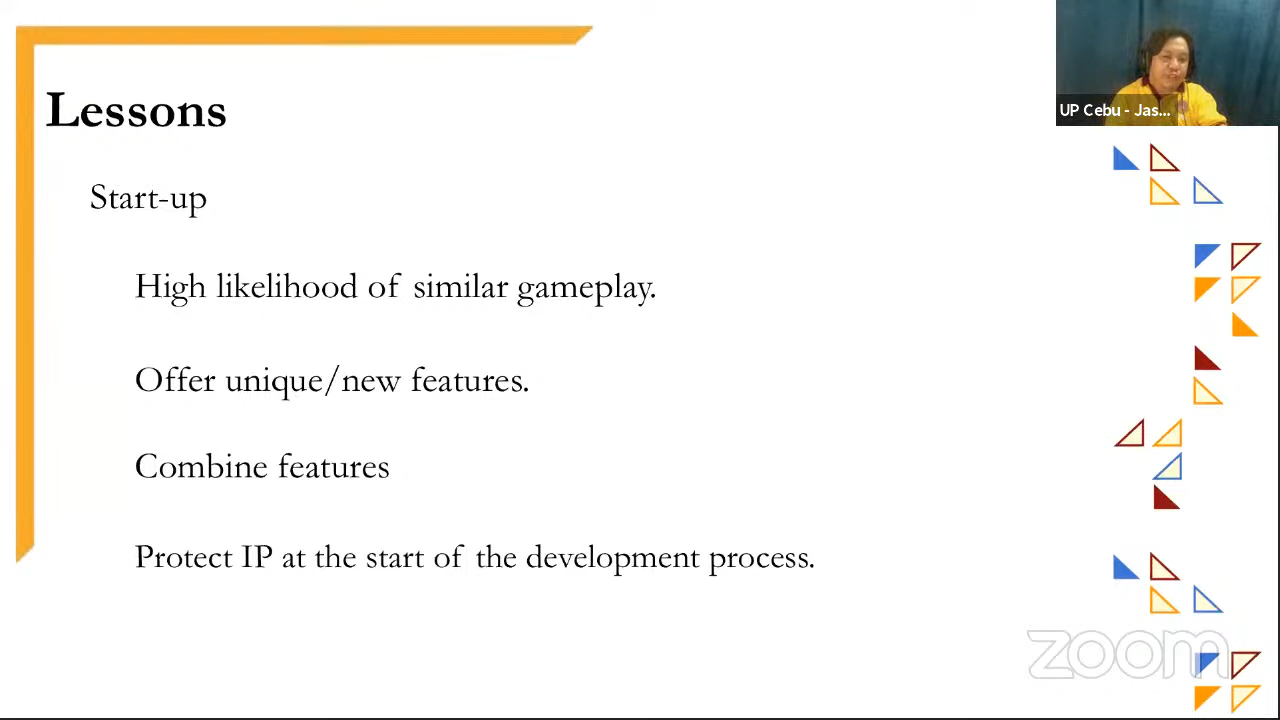 Lessons
UP Cebu - Jas...
Start-up
High likelihood of similar gameplay.
Offer unique/new features.
Combine features
Protect IP at the start of the development process.
zoom